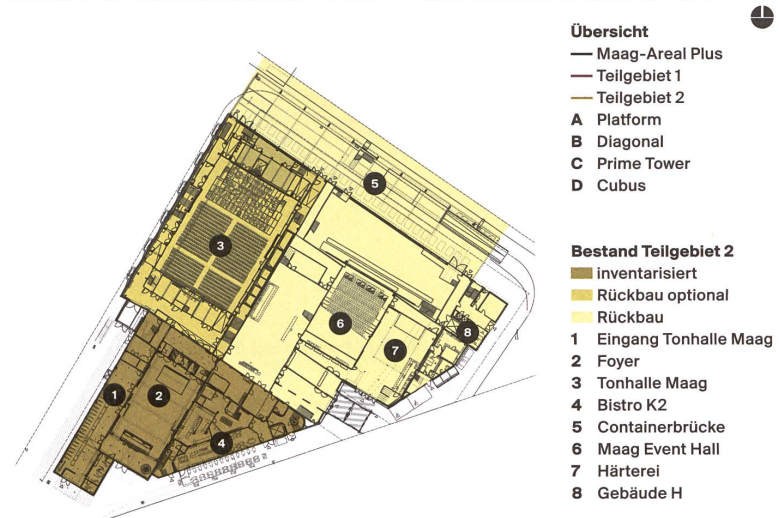 Übersicht
Maag-Areal Plus
Teilgebiet 1
Teilgebiet 2
A Platform
B Diagonal
C Prime Tower
D Cubus
Bestand Teilgebiet 2
inventarisiert
Rückbau optional
Rückbau
1 Eingang Tonhalle Maag
2 Foyer
3 Tonhalle Maag
4 Bistro K2
5 Containerbrücke
6 Maag Event Hall
7 Härterei
8 Gebäude H
5
3
6
8
7
1
2
4